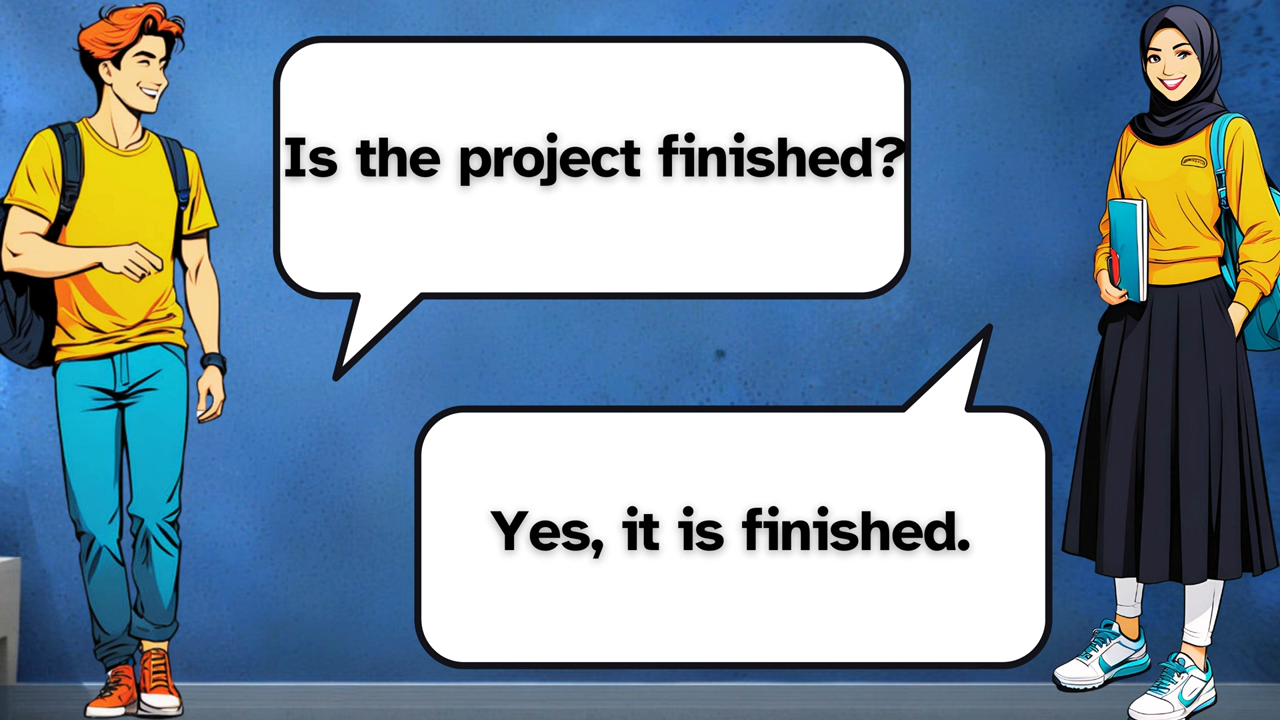 Is the project finished?
Yes, it is finished.